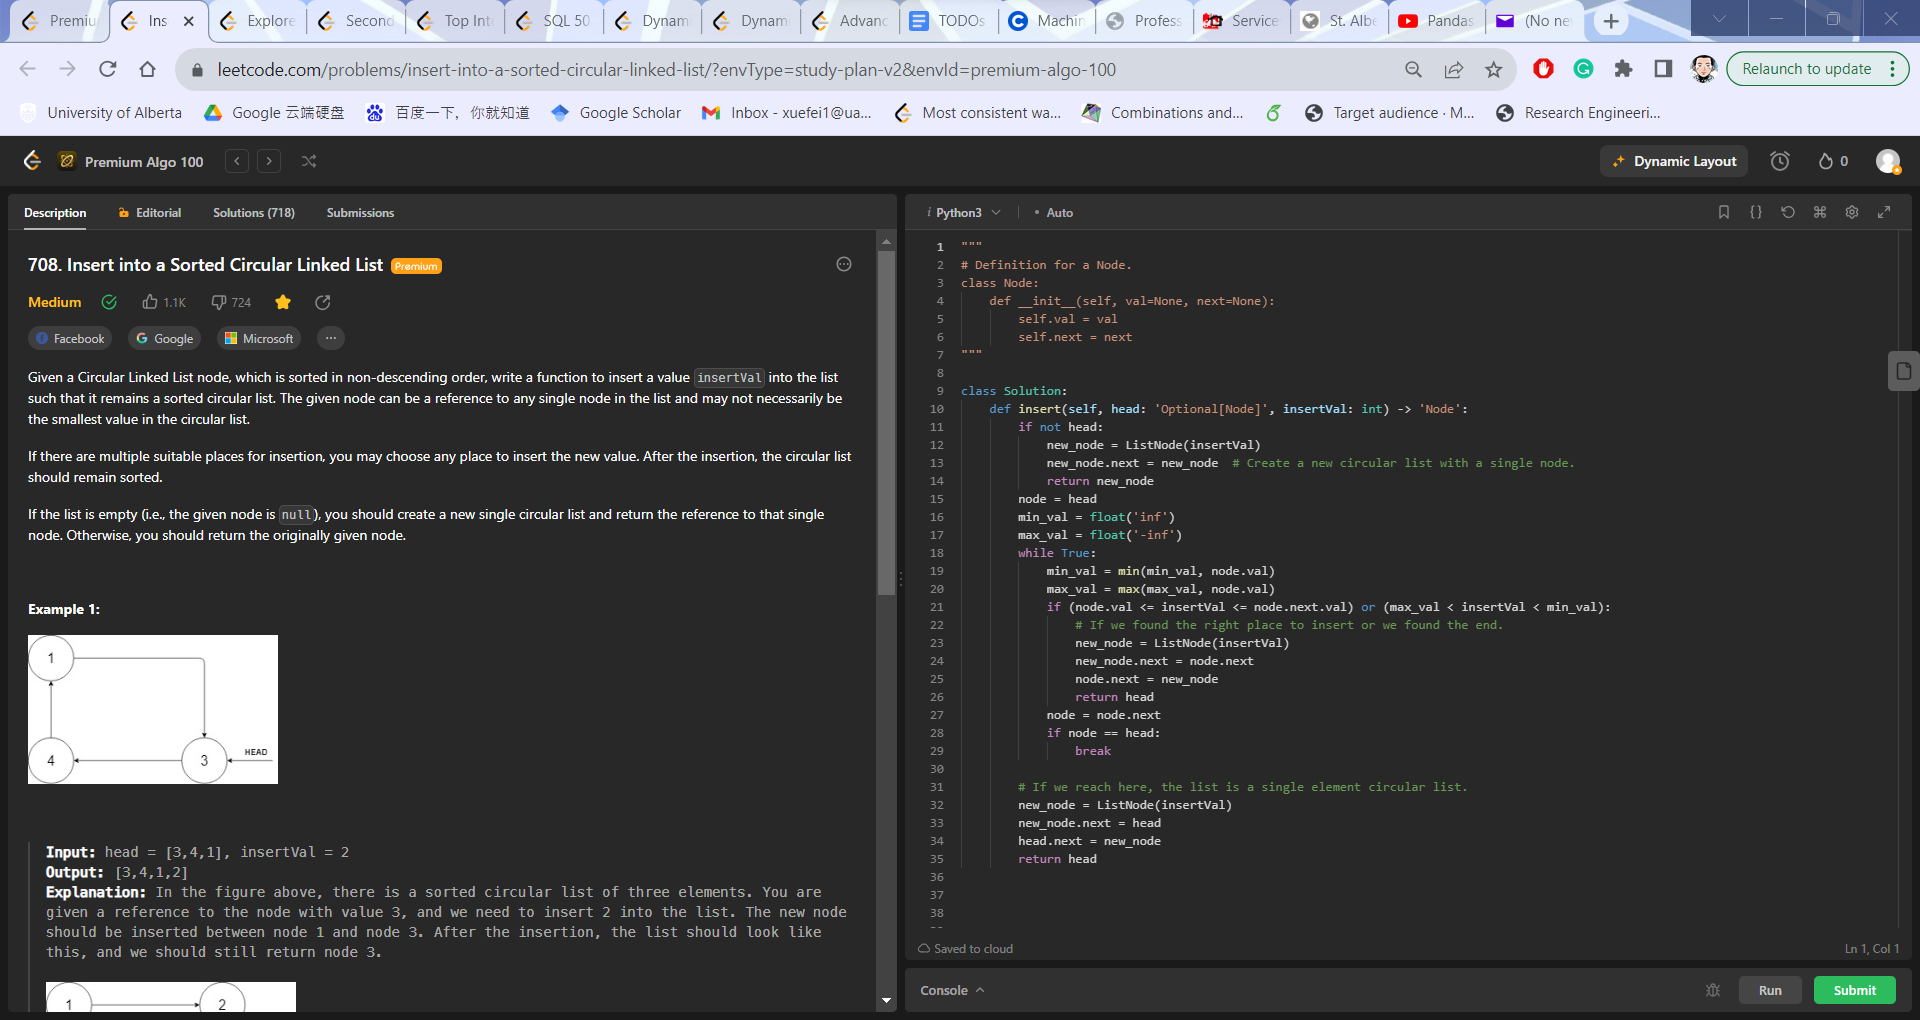 Premiu
Ins
Explore
Second
Top Inte
SQL 50
Dynam
Dynam
Advanc
TODOs
Machin
Profess
Service
St. Albe
Pandas
(No ne
leetcode.com/problems/insert-into-a-sorted-circular-linked-list/?envType=study-plan-v2&envId=premium-algo-100
Relaunch to update
University of Alberta
Google 云端硬盘
百度一下，你就知道
Google Scholar
Inbox - xuefei1@ua...
Most consistent wa...
Combinations and...
Target audience · M...
Research Engineeri...
Premium Algo 100
Dynamic Layout
0
Description
Editorial
Solutions (718)
Submissions
708. Insert into a Sorted Circular Linked List Premium
Medium
1.1K
724
Facebook
Google
Microsoft
...
Given a Circular Linked List node, which is sorted in non-descending order, write a function to insert a value insertVal into the list
such that it remains a sorted circular list. The given node can be a reference to any single node in the list and may not necessarily be
the smallest value in the circular list.
If there are multiple suitable places for insertion, you may choose any place to insert the new value. After the insertion, the circular list
should remain sorted.
If the list is empty (i.e., the given node is null), you should create a new single circular list and return the reference to that single
node. Otherwise, you should return the originally given node.
Example 1:
1
4
3
HEAD
Input: head = [3,4,1], insertVal = 2
Output: [3,4,1,2]
Explanation: In the figure above, there is a sorted circular list of three elements. You are
given a reference to the node with value 3, and we need to insert 2 into the list. The new node
should be inserted between node 1 and node 3. After the insertion, the list should look like
this, and we should still return node 3.
1
2
i Python3
• Auto
1 """
2 # Definition for a Node.
3 class Node:
4 def __init__(self, val=None, next=None):
5 self.val = val
6 self.next = next
7 """
8
9 class Solution:
10 def insert(self, head: 'Optional[Node]', insertVal: int) -> 'Node':
11 if not head:
12 new_node = ListNode(insertVal)
13 new_node.next = new_node # Create a new circular list with a single node.
14 return new_node
15 node = head
16 min_val = float('inf')
17 max_val = float('-inf')
18 while True:
19 min_val = min(min_val, node.val)
20 max_val = max(max_val, node.val)
21 if (node.val <= insertVal <= node.next.val) or (max_val < insertVal < min_val):
22 # If we found the right place to insert or we found the end.
23 new_node = ListNode(insertVal)
24 new_node.next = node.next
25 node.next = new_node
26 return head
27 node = node.next
28 if node == head:
29 break
30
31 # If we reach here, the list is a single element circular list.
32 new_node = ListNode(insertVal)
33 new_node.next = head
34 head.next = new_node
35 return head
36
37
38
Saved to cloud
Ln 1, Col 1
Console
Run
Submit